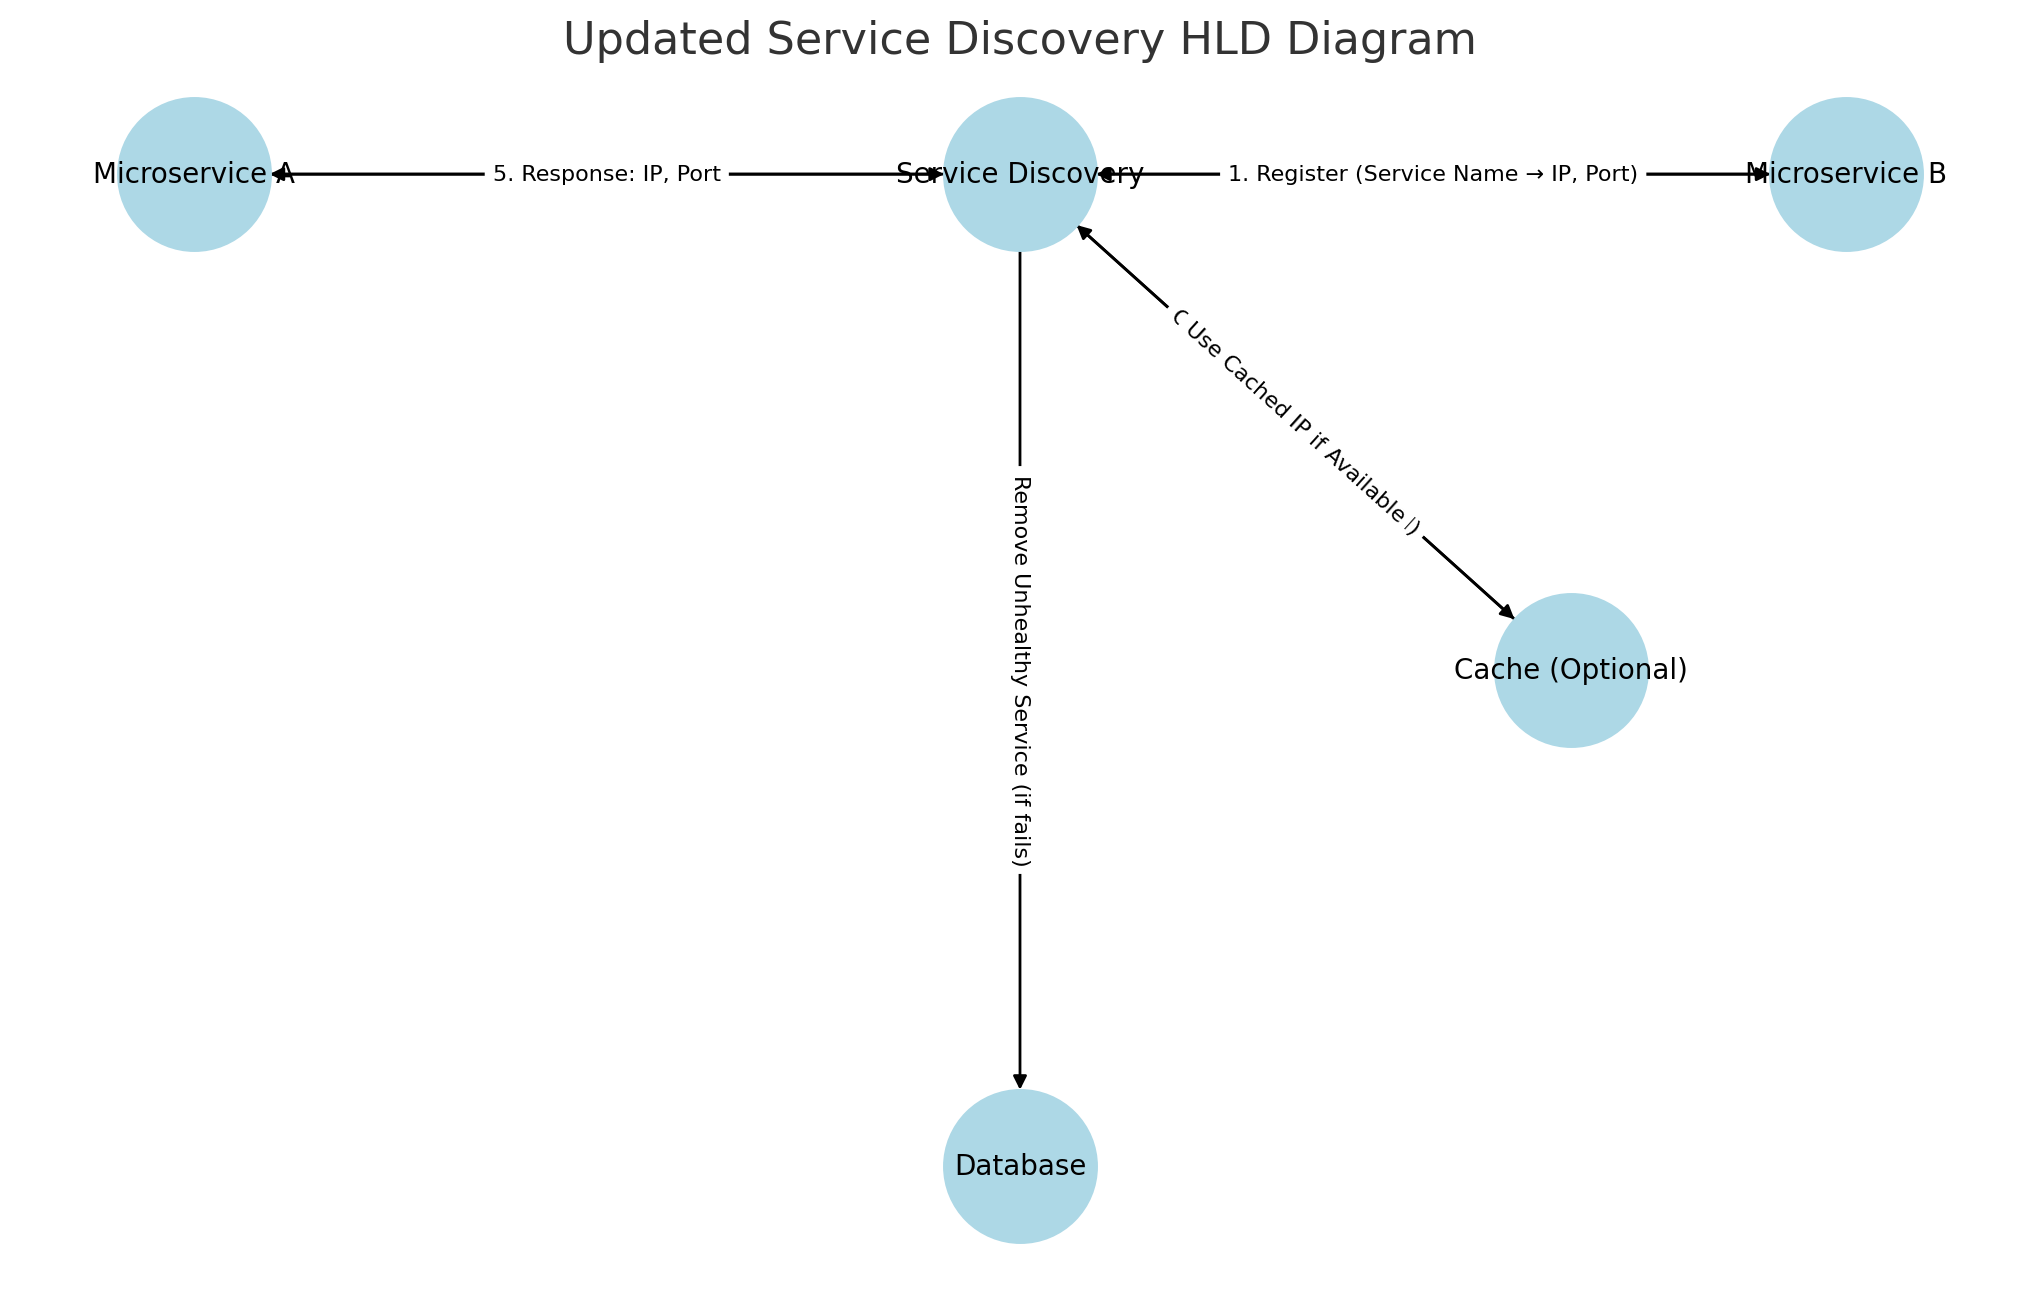 Updated Service Discovery HLD Diagram
Microservice A
5. Response: IP, Port
Service Discovery
1. Register (Service Name → IP, Port)
Microservice B
Use Cached IP if Available
Remove Unhealthy Service (if fails)
Cache (Optional)
Database